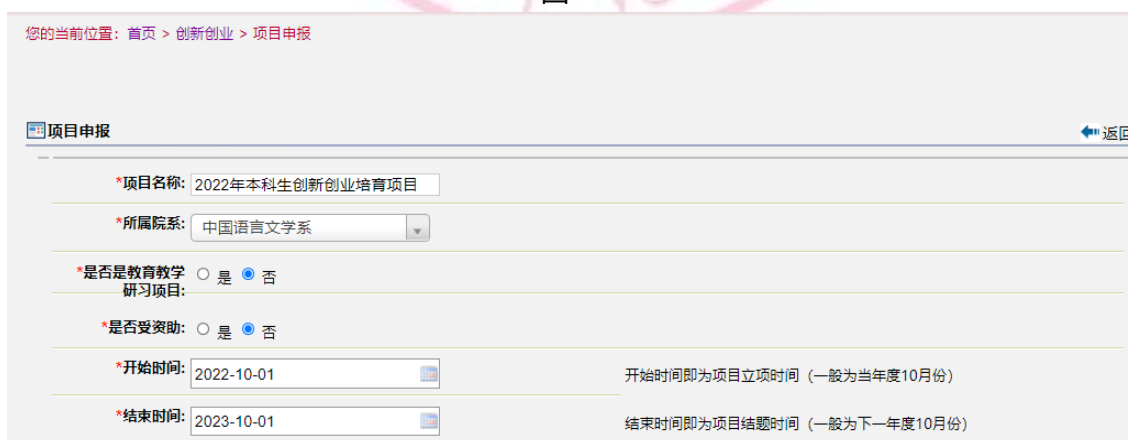 您的当前位置：首页 > 创新创业 > 项目申报
项目申报
返回
*项目名称: 2022年本科生创新创业培育项目
*所属院系: 中国语言文学系
*是否是教育教学 是 否
研习项目:
*是否受资助: 是 否
*开始时间: 2022-10-01 开始时间即为项目立项时间（一般为当年度10月份）
*结束时间: 2023-10-01 结束时间即为项目结题时间（一般为下一年度10月份）